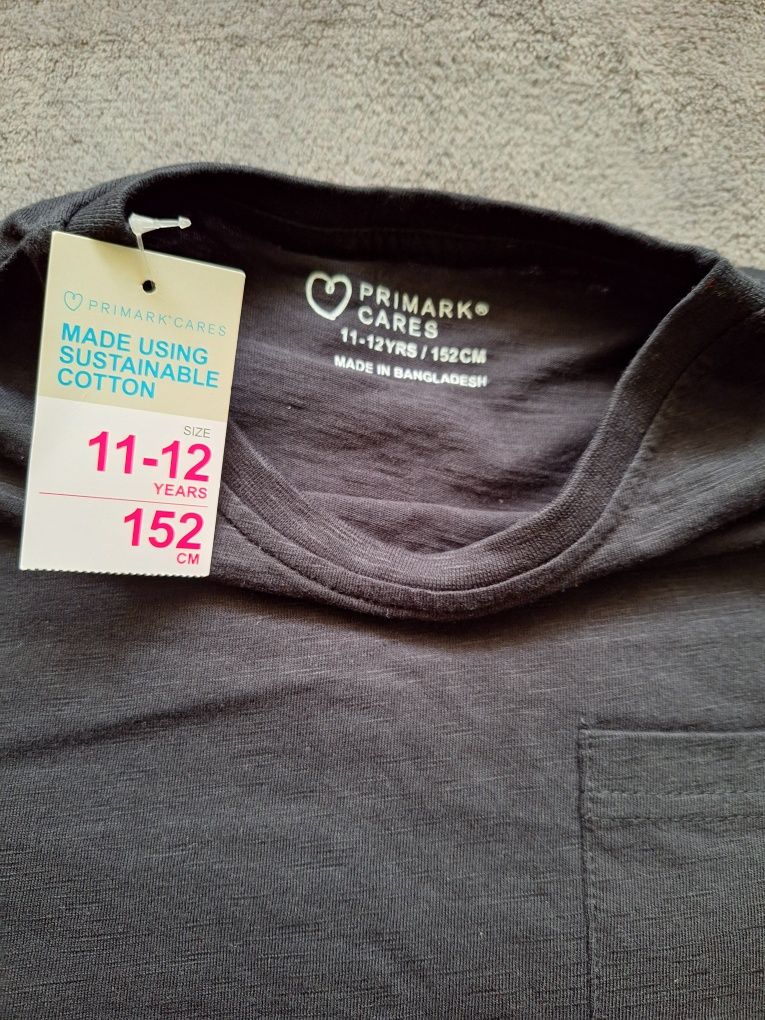 PRIMARK® CARES
MADE USING
SUSTAINABLE
COTTON
SIZE
11-12
YEARS
152
CM
PRIMARK®
CARES
11-12YRS / 152CM
MADE IN BANGLADESH